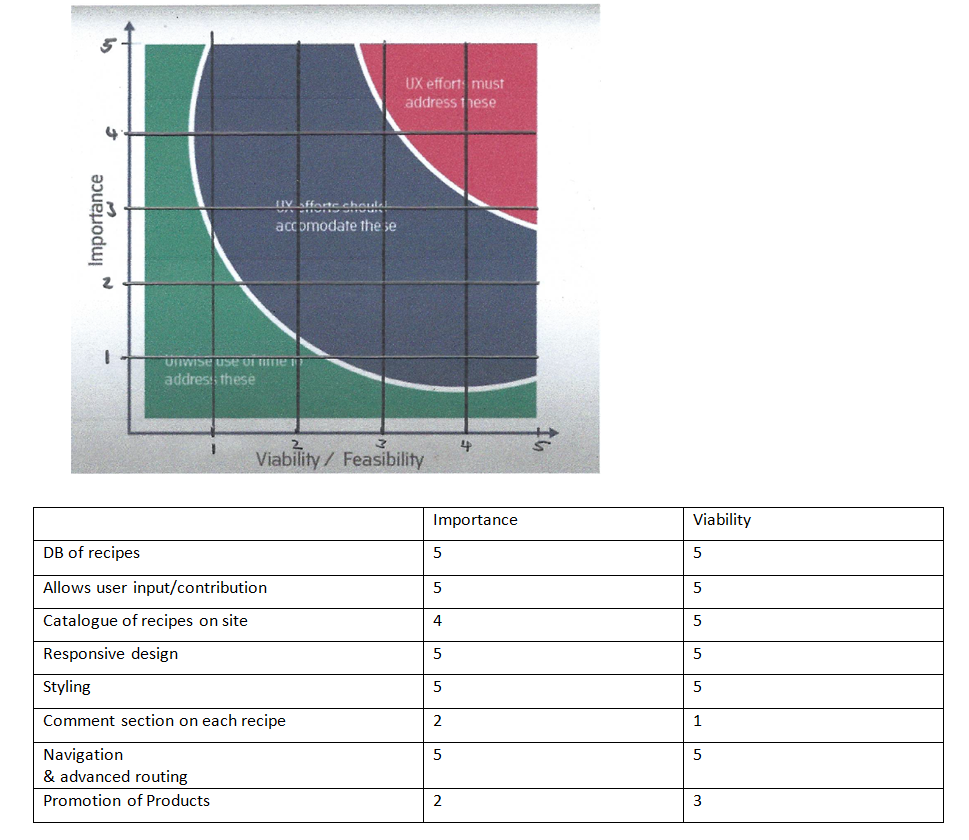 5
UX efforts must
address these
4
Importance
3
UX efforts should
accomodate these
2
1
Unwise use of time to
address these
1 2 3 4 5
Viability / Feasibility
Importance Viability
DB of recipes 5 5
Allows user input/contribution 5 5
Catalogue of recipes on site 4 5
Responsive design 5 5
Styling 5 5
Comment section on each recipe 2 1
Navigation 5 5
& advanced routing
Promotion of Products 2 3